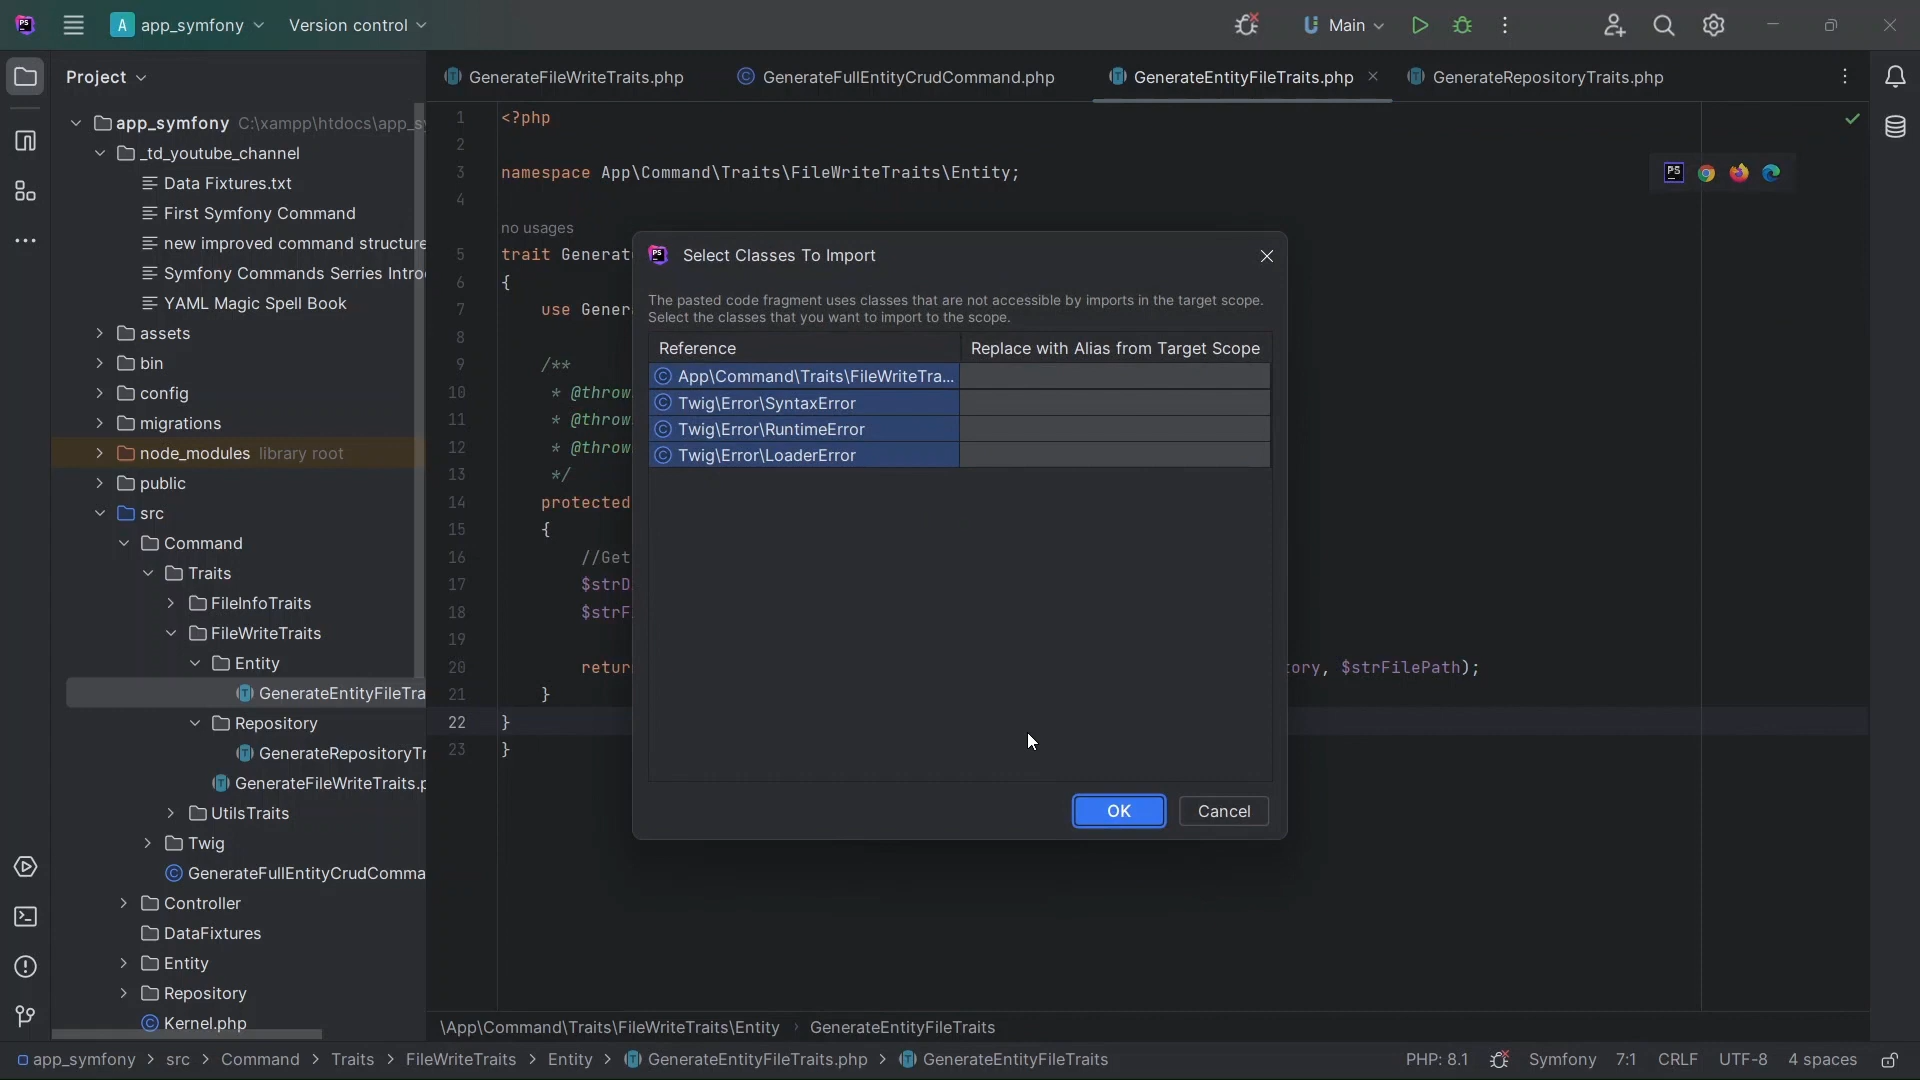 A app_symfony Version control Main
Project
GenerateFileWriteTraits.php GenerateFullEntityCrudCommand.php GenerateEntityFileTraits.php GenerateRepositoryTraits.php
app_symfony C:\xampp\htdocs\app_sy
_td_youtube_channel
Data Fixtures.txt
First Symfony Command
new improved command structure
Symfony Commands Serries Intro
YAML Magic Spell Book
assets
bin
config
migrations
node_modules library root
public
src
Command
Traits
FileInfoTraits
FileWriteTraits
Entity
GenerateEntityFileTra
Repository
GenerateRepositoryTr
GenerateFileWriteTraits.p
UtilsTraits
Twig
GenerateFullEntityCrudComma
Controller
DataFixtures
Entity
Repository
Kernel.php
1 <?php
2
3 namespace App\Command\Traits\FileWriteTraits\Entity;
4
no usages
5 trait Generat
6 {
7 use Gener
8
9 /**
10 * @throw
11 * @throw
12 * @throw
13 */
14 protected
15 {
16 //Get
17 $strD
18 $strF
19
20 retur ory, $strFilePath);
21 }
22 }
23 }
PS
Select Classes To Import
The pasted code fragment uses classes that are not accessible by imports in the target scope.
Select the classes that you want to import to the scope.
Reference Replace with Alias from Target Scope
App\Command\Traits\FileWriteTra...
Twig\Error\SyntaxError
Twig\Error\RuntimeError
Twig\Error\LoaderError
OK Cancel
\App\Command\Traits\FileWriteTraits\Entity › GenerateEntityFileTraits
app_symfony › src › Command › Traits › FileWriteTraits › Entity › GenerateEntityFileTraits.php › GenerateEntityFileTraits PHP: 8.1 Symfony 7:1 CRLF UTF-8 4 spaces